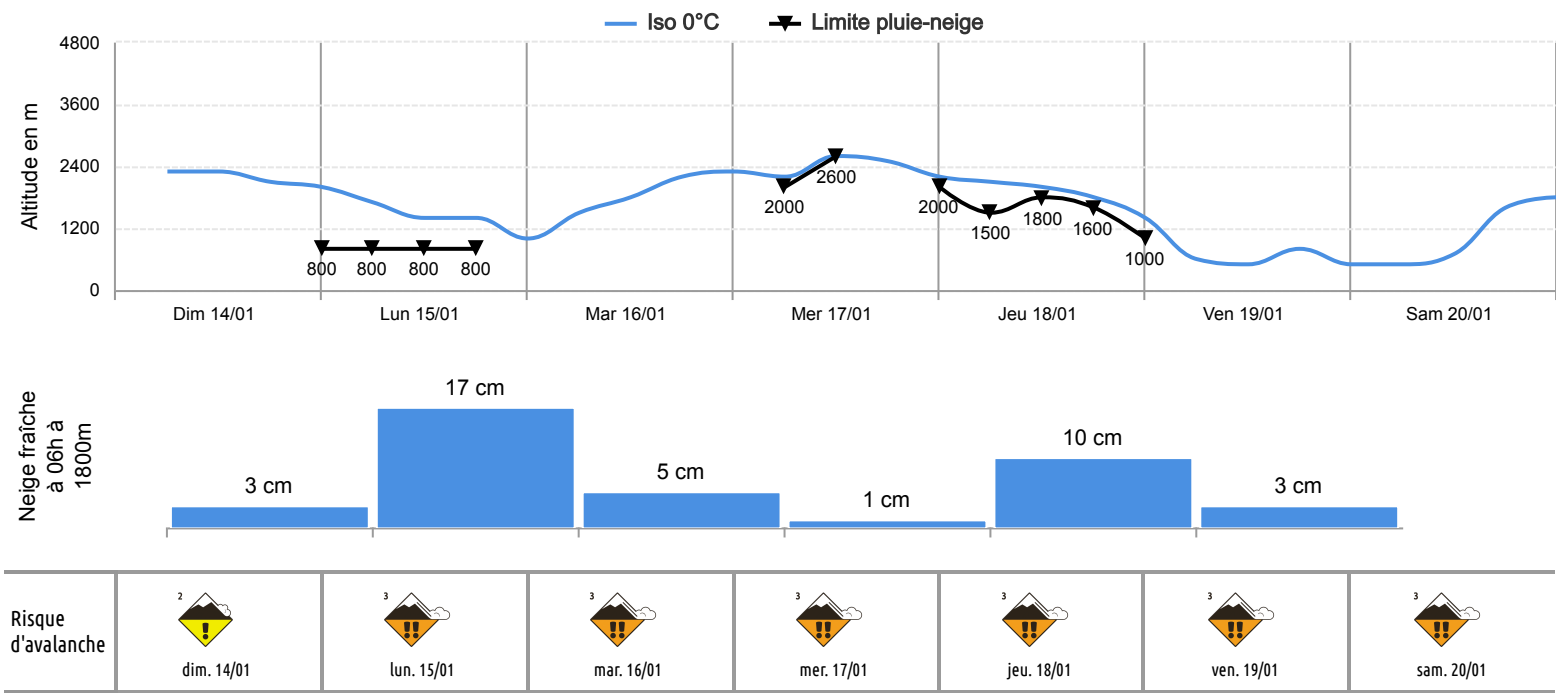 Iso 0°C Limite pluie-neige
Altitude en m
4800
3600
2400
1200
0
800 800 800 800
2000 2600
2000 1500 1800 1600 1000
Dim 14/01 Lun 15/01 Mar 16/01 Mer 17/01 Jeu 18/01 Ven 19/01 Sam 20/01
Neige fraîche
à 06h à
1800m
3 cm 17 cm 5 cm 1 cm 10 cm 3 cm
Risque
d'avalanche
2 3 3 3 3 3 3
dim. 14/01 lun. 15/01 mar. 16/01 mer. 17/01 jeu. 18/01 ven. 19/01 sam. 20/01